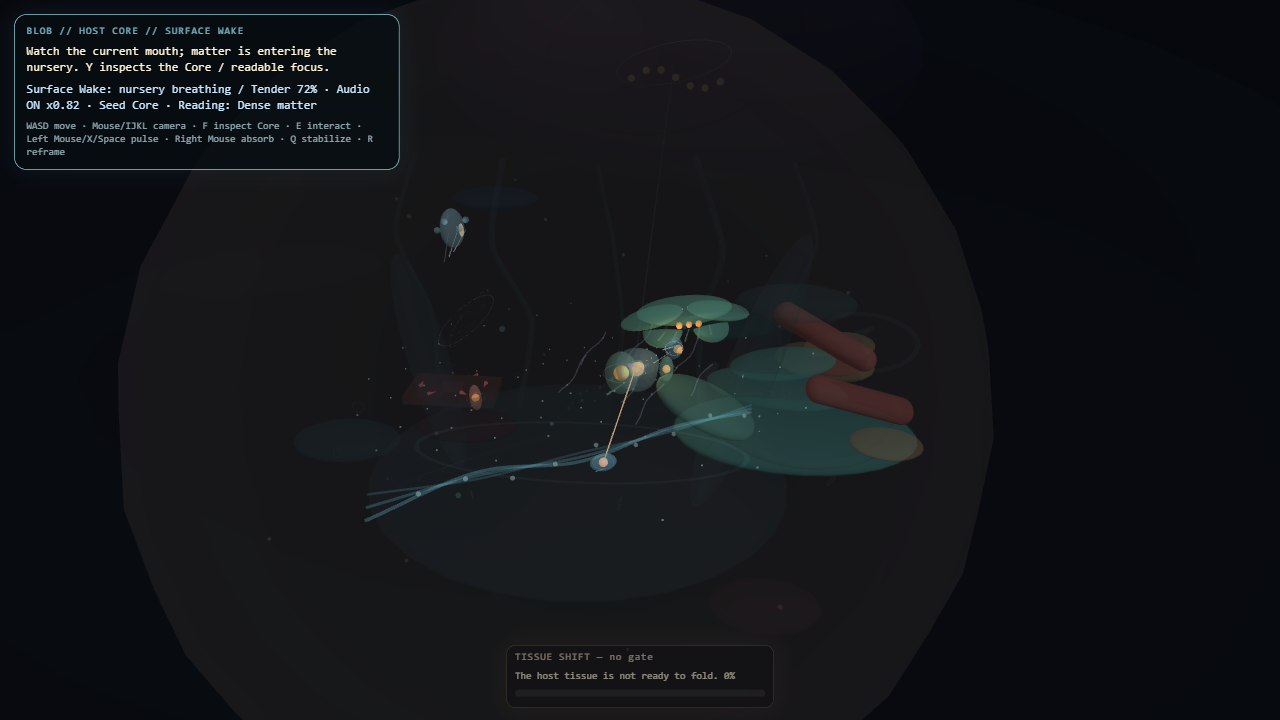 BLOB // HOST CORE // SURFACE WAKE
Watch the current mouth; matter is entering the
nursery. Y inspects the Core / readable focus.
Surface Wake: nursery breathing / Tender 72% · Audio
ON x0.82 · Seed Core · Reading: Dense matter
WASD move · Mouse/IJKL camera · F inspect Core · E interact ·
Left Mouse/X/Space pulse · Right Mouse absorb · Q stabilize · R
reframe
TISSUE SHIFT — no gate
The host tissue is not ready to fold. 0%